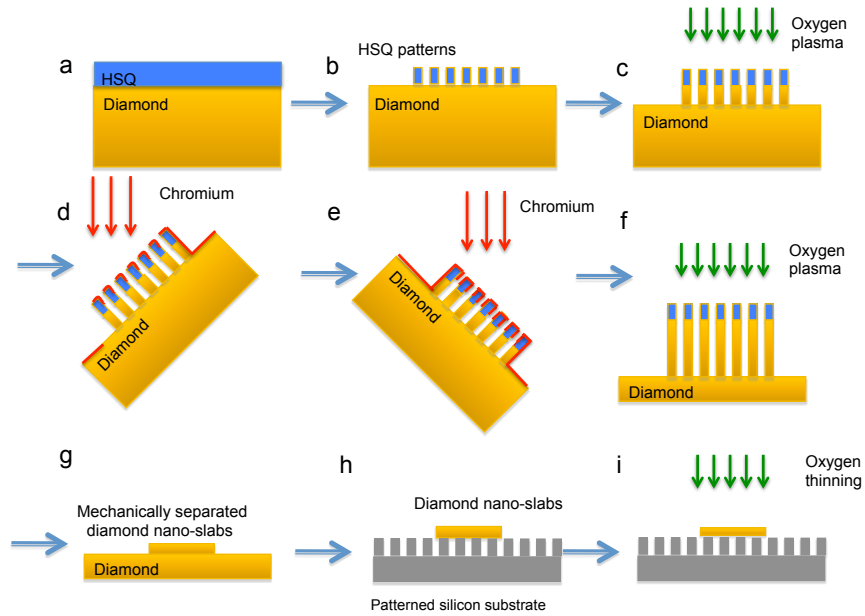 a
HSQ
Diamond
b
HSQ patterns
Diamond
c
Oxygen
plasma
Diamond
d
Chromium
Diamond
e
Chromium
Diamond
f
Oxygen
plasma
Diamond
g
Mechanically separated
diamond nano-slabs
Diamond
h
Diamond nano-slabs
Patterned silicon substrate
i
Oxygen
thinning